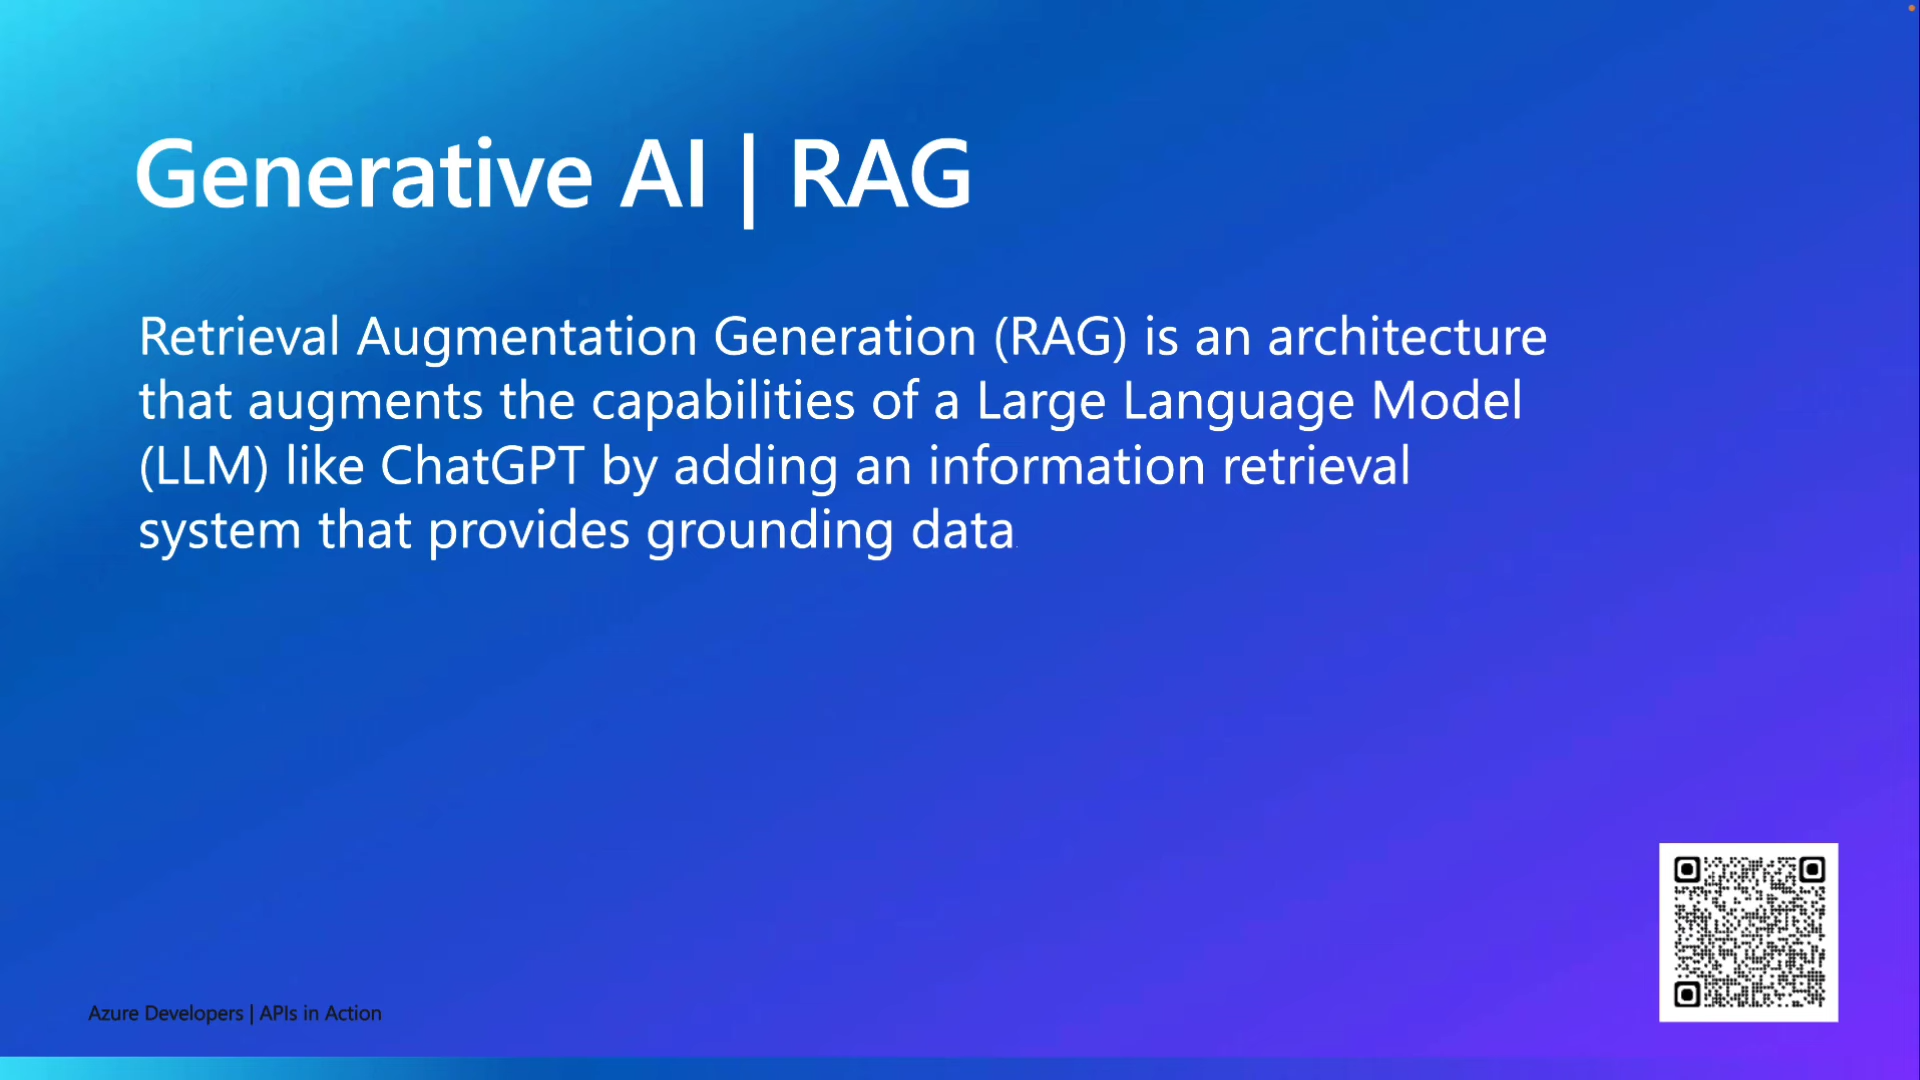 Generative AI | RAG
Retrieval Augmentation Generation (RAG) is an architecture
that augments the capabilities of a Large Language Model
(LLM) like ChatGPT by adding an information retrieval
system that provides grounding data
Azure Developers | APIs in Action